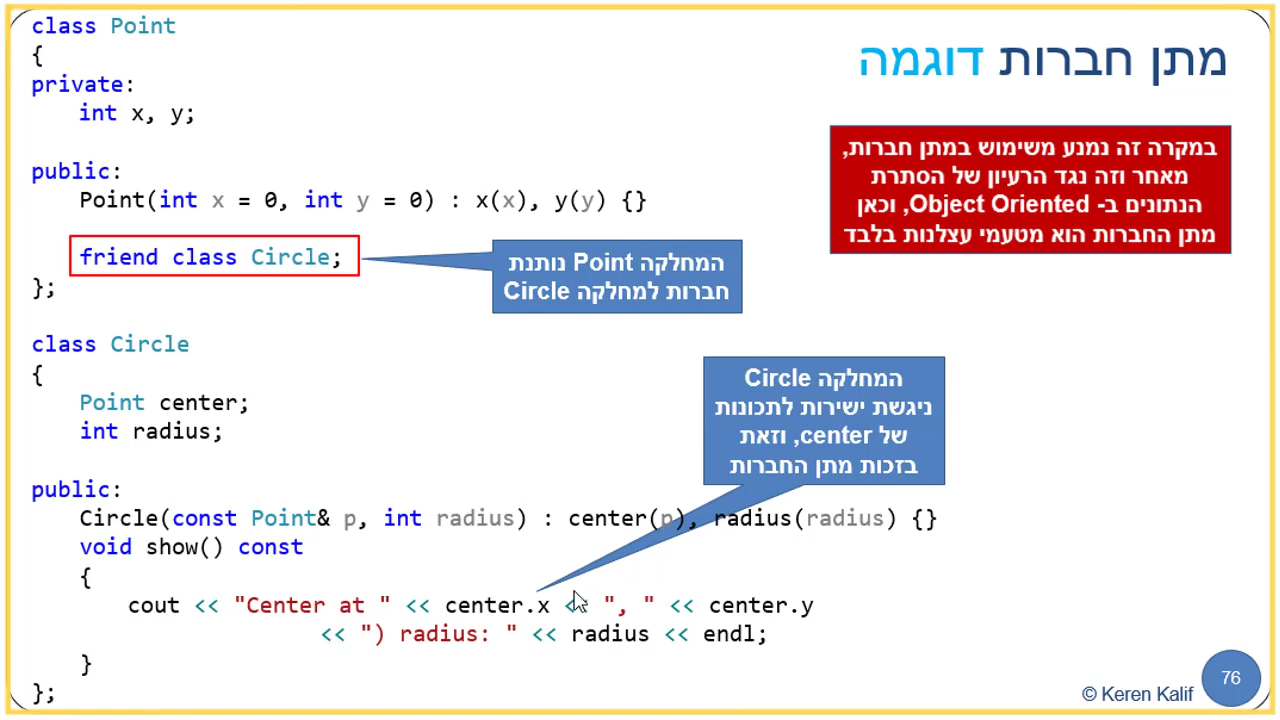 מתן חברות דוגמה
class Point
{
private:
int x, y;
public:
Point(int x = 0, int y = 0) : x(x), y(y) {}
friend class Circle;
};
class Circle
{
Point center;
int radius;
public:
Circle(const Point& p, int radius) : center(p), radius(radius) {}
void show() const
{
cout << "Center at " << center.x << ", " << center.y
<< ") radius: " << radius << endl;
}
};
במקרה זה נמנע משימוש במתן חברות,
מאחר וזה נגד הרעיון של הסתרת
הנתונים ב- Object Oriented, וכאן
מתן החברות הוא מטעמי עצלנות בלבד
המחלקה Point נותנת
חברות למחלקה Circle
המחלקה Circle
ניגשת ישירות לתכונות
של center, וזאת
בזכות מתן החברות
© Keren Kalif
76